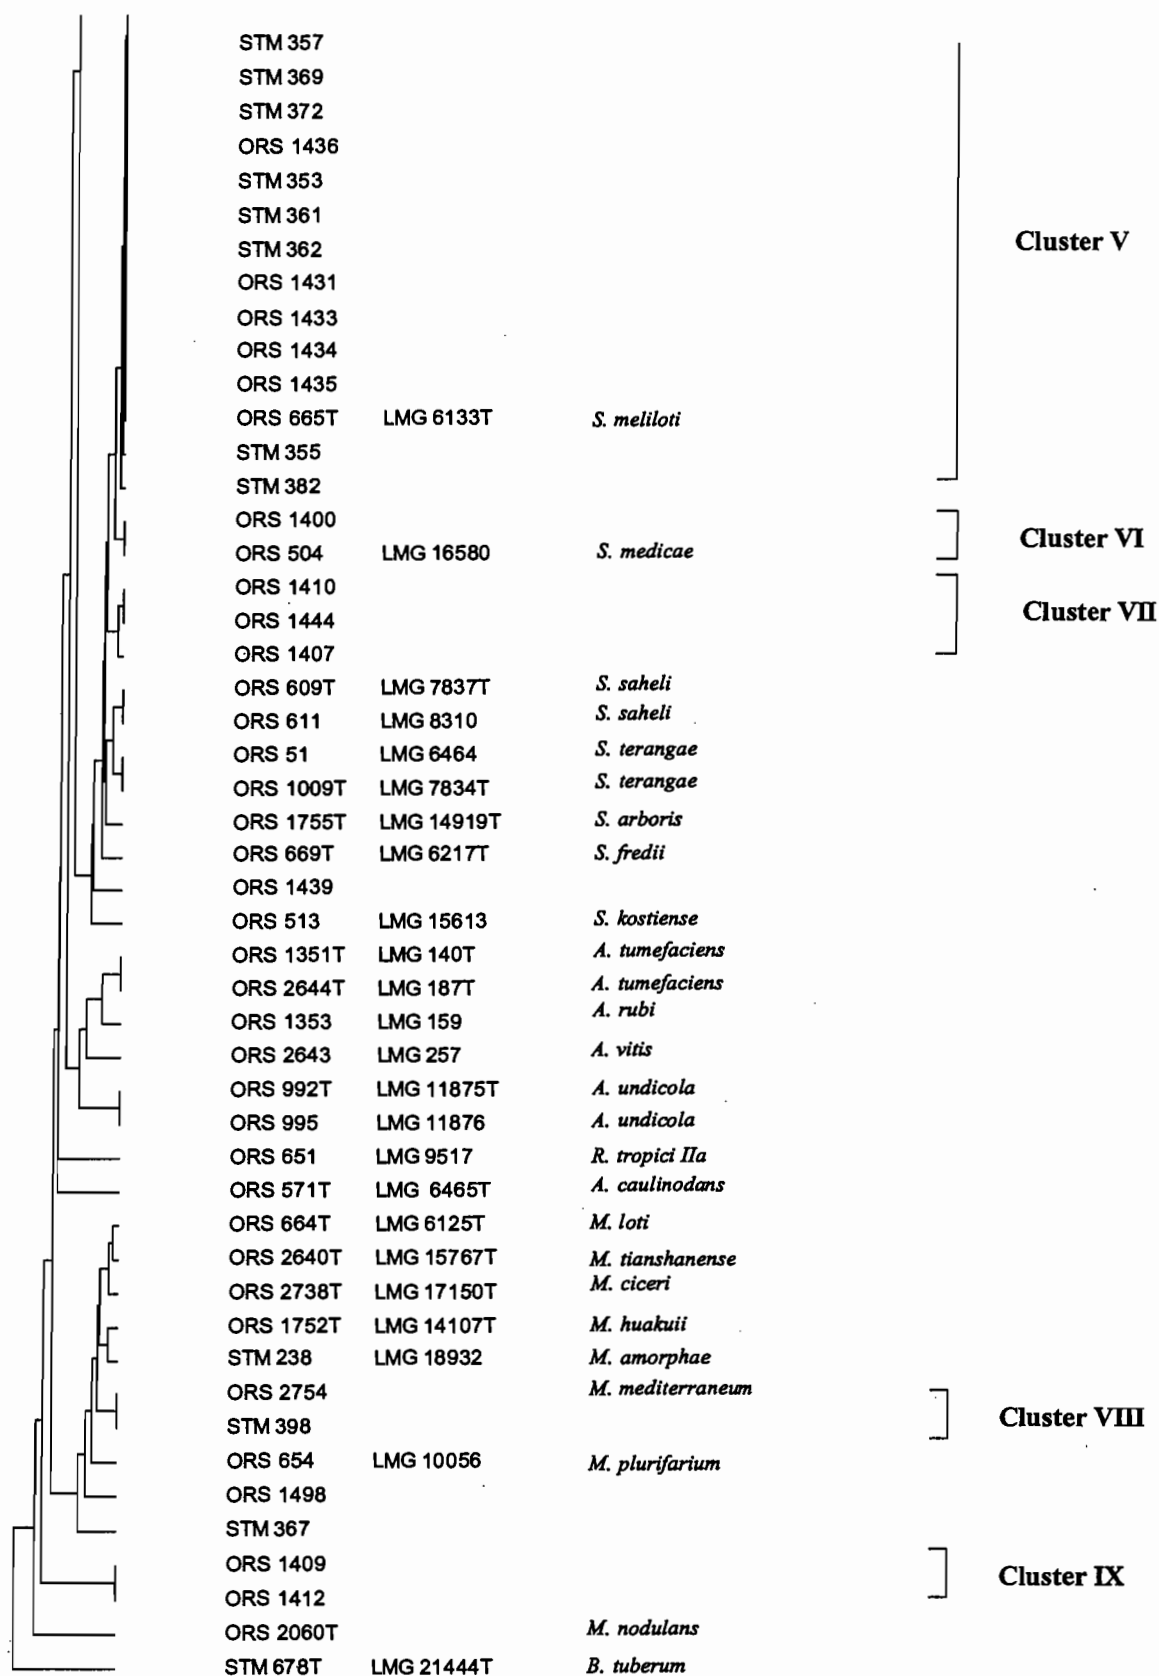 STM 357
STM 369
STM 372
ORS 1436
STM 353
STM 361
STM 362
Cluster V
ORS 1431
ORS 1433
ORS 1434
ORS 1435
ORS 665T LMG 6133T S. meliloti
STM 355
STM 382
ORS 1400
Cluster VI
ORS 504 LMG 16580 S. medicae
ORS 1410
Cluster VII
ORS 1444
ORS 1407
ORS 609T LMG 7837T S. saheli
ORS 611 LMG 8310 S. saheli
ORS 51 LMG 6464 S. terangae
ORS 1009T LMG 7834T S. terangae
ORS 1755T LMG 14919T S. arboris
ORS 669T LMG 6217T S. fredii
ORS 1439
ORS 513 LMG 15613 S. kostiense
ORS 1351T LMG 140T A. tumefaciens
ORS 2644T LMG 187T A. tumefaciens
ORS 1353 LMG 159 A. rubi
ORS 2643 LMG 257 A. vitis
ORS 992T LMG 11875T A. undicola
ORS 995 LMG 11876 A. undicola
ORS 651 LMG 9517 R. tropici IIa
ORS 571T LMG 6465T A. caulinodans
ORS 664T LMG 6125T M. loti
ORS 2640T LMG 15767T M. tianshanense
ORS 2738T LMG 17150T M. ciceri
ORS 1752T LMG 14107T M. huakuii
STM 238 LMG 18932 M. amorphae
ORS 2754 M. mediterraneum
Cluster VIII
STM 398
ORS 654 LMG 10056 M. plurifarium
ORS 1498
STM 367
ORS 1409
Cluster IX
ORS 1412
ORS 2060T M. nodulans
STM 678T LMG 21444T B. tuberum